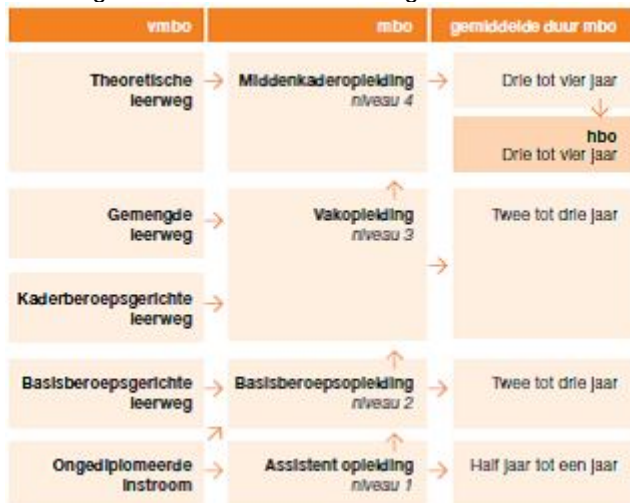 vmbo
mbo
gemiddelde duur mbo
Theoretische
leerweg
Middenkaderopleiding
niveau 4
Drie tot vier jaar
hbo
Drie tot vier jaar
Gemengde
leerweg
Vakopleiding
niveau 3
Twee tot drie jaar
Kaderberoepsgerichte
leerweg
Basisberoepsgerichte
leerweg
Basisberoepsopleiding
niveau 2
Twee tot drie jaar
Ongediplomeerde
instroom
Assistent opleiding
niveau 1
Half jaar tot een jaar